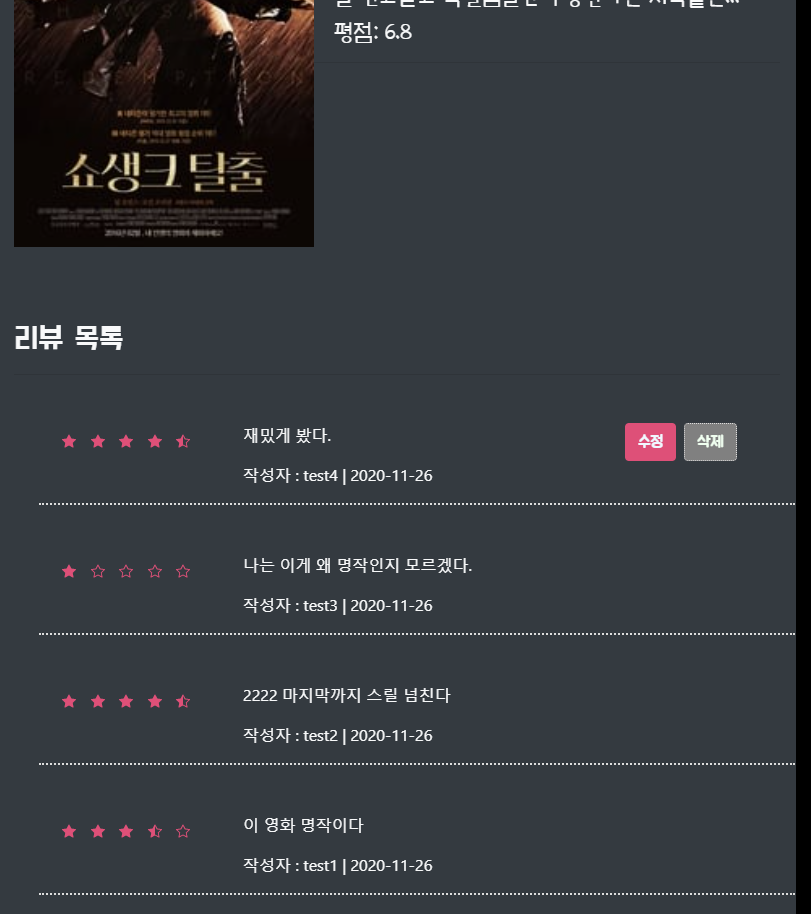 평점: 6.8
REDEMPTION
쇼생크 탈출
리뷰 목록
재밌게 봤다.
수정 삭제
작성자 : test4 | 2020-11-26
나는 이게 왜 명작인지 모르겠다.
작성자 : test3 | 2020-11-26
2222 마지막까지 스릴 넘친다
작성자 : test2 | 2020-11-26
이 영화 명작이다
작성자 : test1 | 2020-11-26